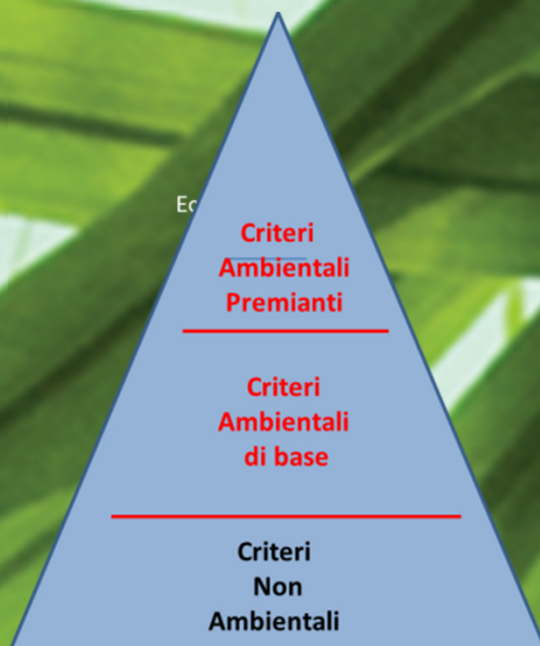 Criteri
Ambientali
Premianti
Criteri
Ambientali
di base
Criteri
Non
Ambientali